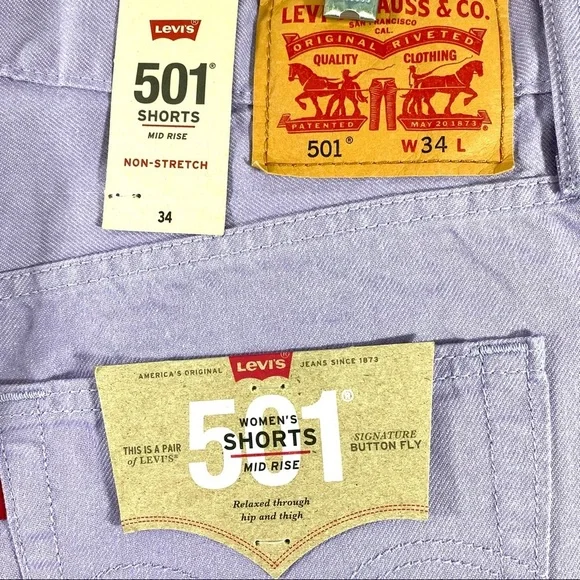 LEVI'S
501®
SHORTS
MID RISE
NON-STRETCH
34
LEVI STRAUSS & CO.
SAN FRANCISCO
CAL.
ORIGINAL RIVETED
QUALITY CLOTHING
PATENTED MAY 20 1873
501® W 34 L
AMERICA'S ORIGINAL LEVI'S® JEANS SINCE 1873
501®
WOMEN'S
SHORTS
MID RISE
THIS IS A PAIR
of LEVI'S®
SIGNATURE
BUTTON FLY
Relaxed through
hip and thigh